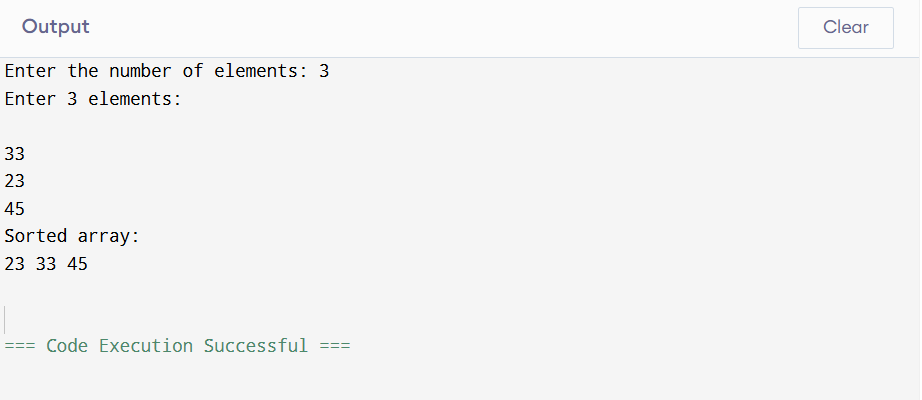 Output
Clear
Enter the number of elements: 3
Enter 3 elements:
33
23
45
Sorted array:
23 33 45
=== Code Execution Successful ===